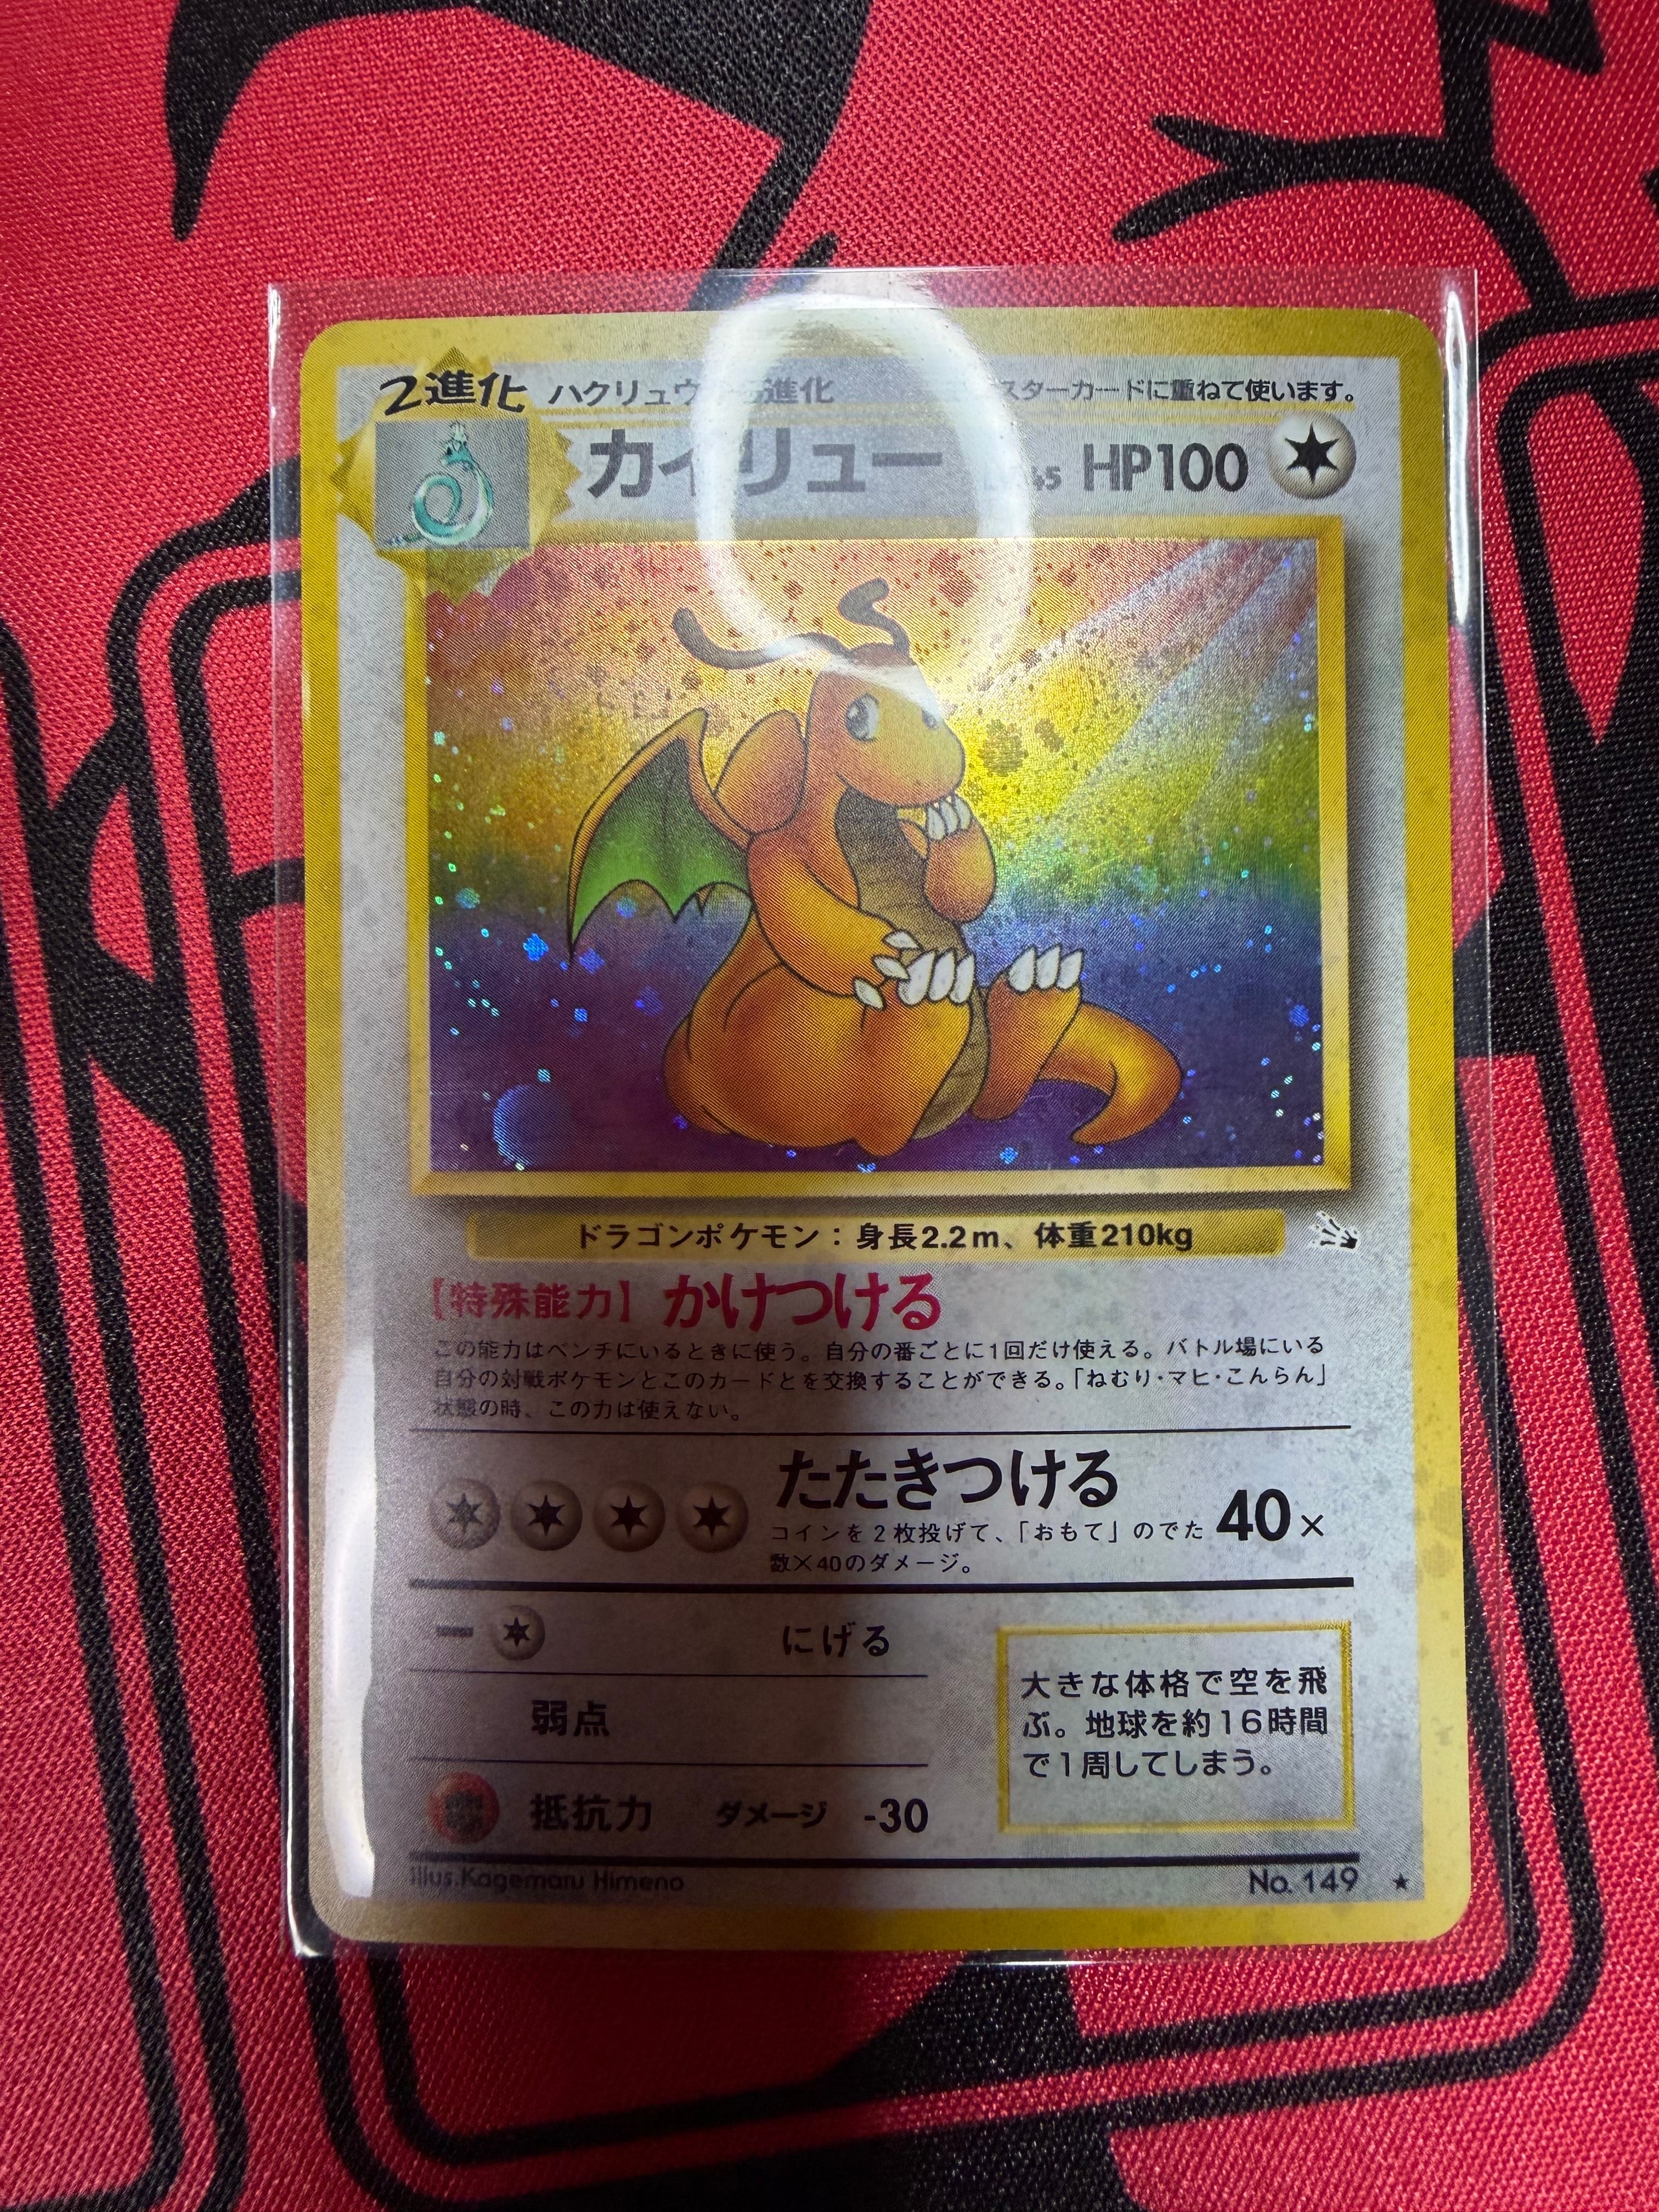 2進化 ハクリュウから進化 スターカードに重ねて使います。
カイリュー HP100
ドラゴンポケモン：身長2.2m、体重210kg
【特殊能力】かけつける
この能力はベンチにいるときに使う。自分の番ごとに1回だけ使える。バトル場にいる
自分の対戦ポケモンとこのカードとを交換することができる。「ねむり・マヒ・こんらん」
状態の時、この力は使えない。
たたきつける
コインを2枚投げて、「おもて」のでた 40×
数×40のダメージ。
にげる
弱点
抵抗力 ダメージ -30
大きな体格で空を飛
ぶ。地球を約16時間
で1周してしまう。
Illus. Kagemaru Himeno No. 149 ★